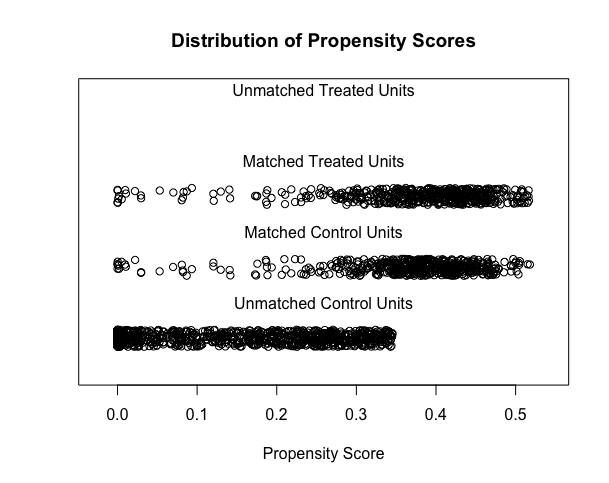 Distribution of Propensity Scores
Unmatched Treated Units
Matched Treated Units
Matched Control Units
Unmatched Control Units
0.0 0.1 0.2 0.3 0.4 0.5
Propensity Score